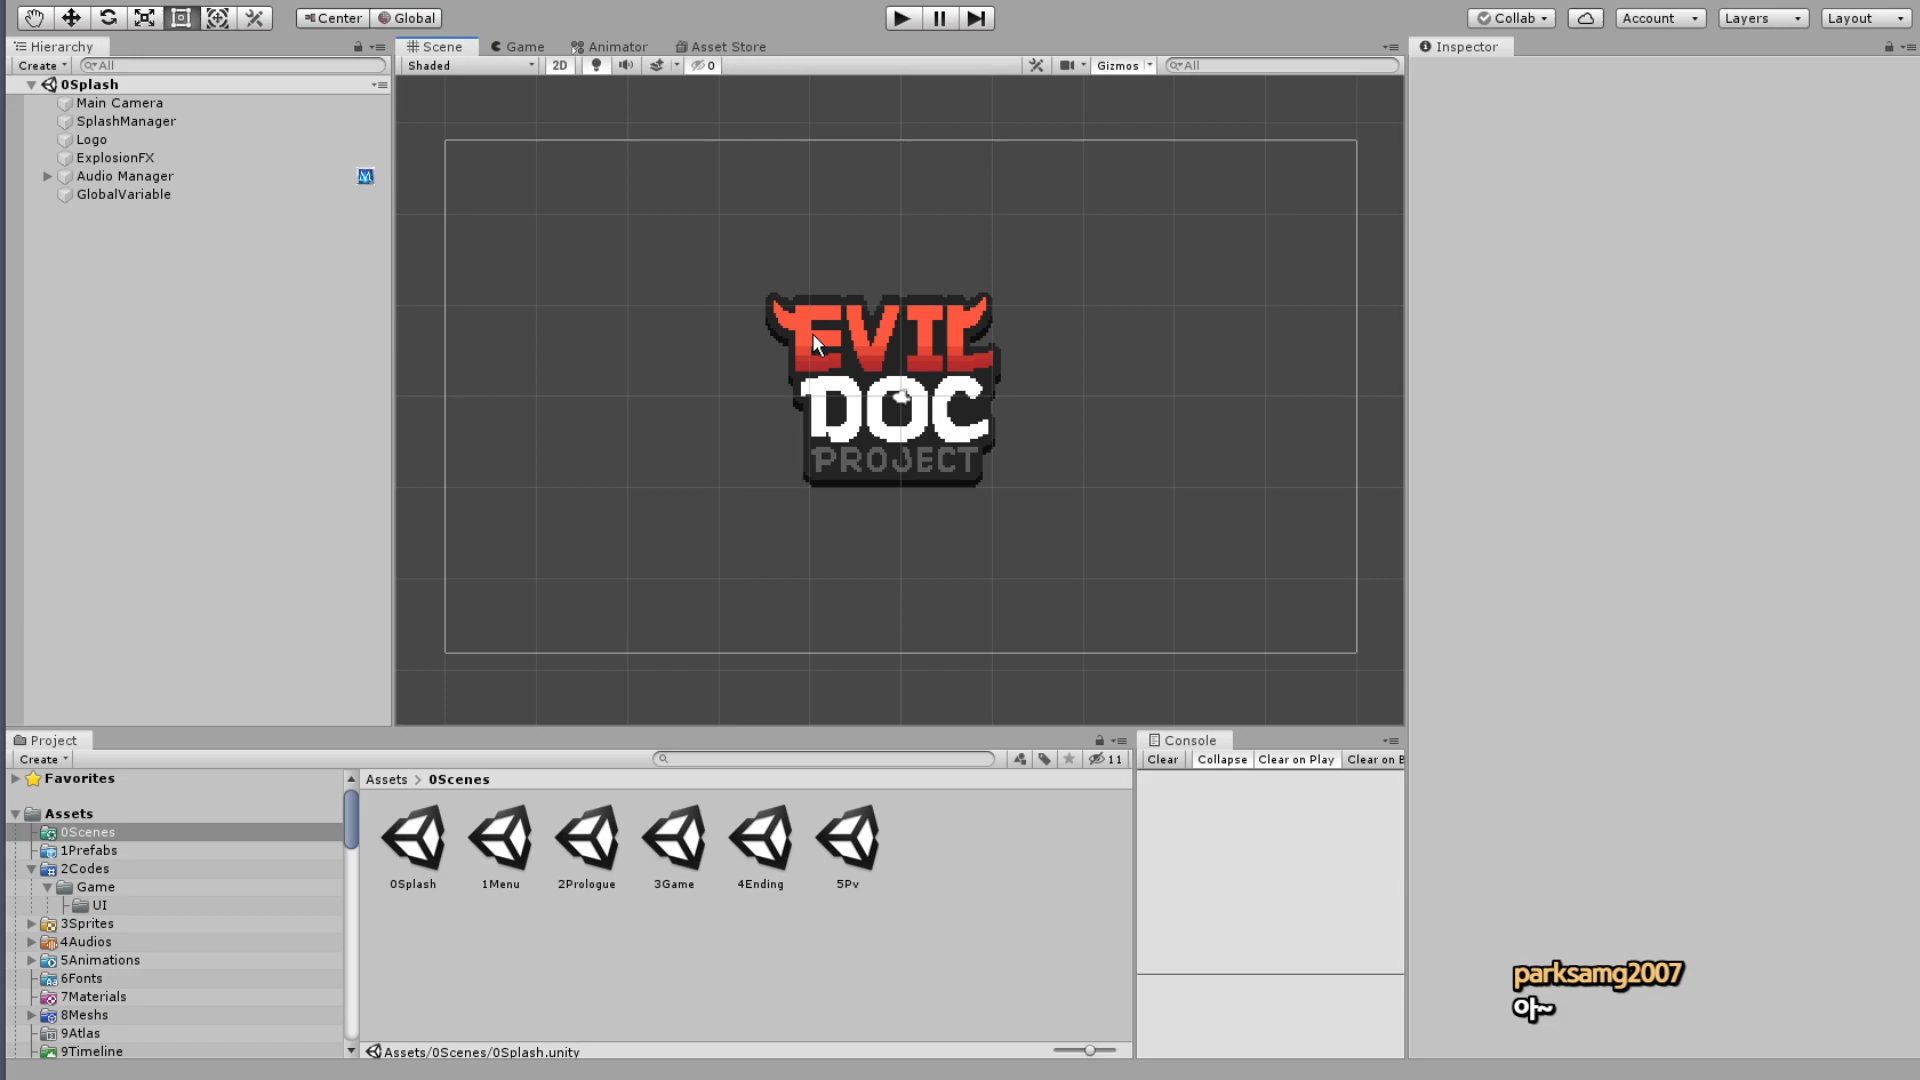 Center Global
Collab Account Layers Layout
Hierarchy
Scene Game Animator Asset Store
Inspector
Create All
Shaded 2D 0 Gizmos All
0Splash
Main Camera
SplashManager
Logo
ExplosionFX
Audio Manager
GlobalVariable
EVIL
DOC
PROJECT
Project
Console
Create
11
Clear Collapse Clear on Play Clear on B
Favorites
Assets > 0Scenes
Assets
0Scenes
1Prefabs
2Codes
Game
UI
3Sprites
4Audios
5Animations
6Fonts
7Materials
8Meshs
9Atlas
9Timeline
0Splash 1Menu 2Prologue 3Game 4Ending 5Pv
Assets/0Scenes/0Splash.unity
parksamg2007
아~